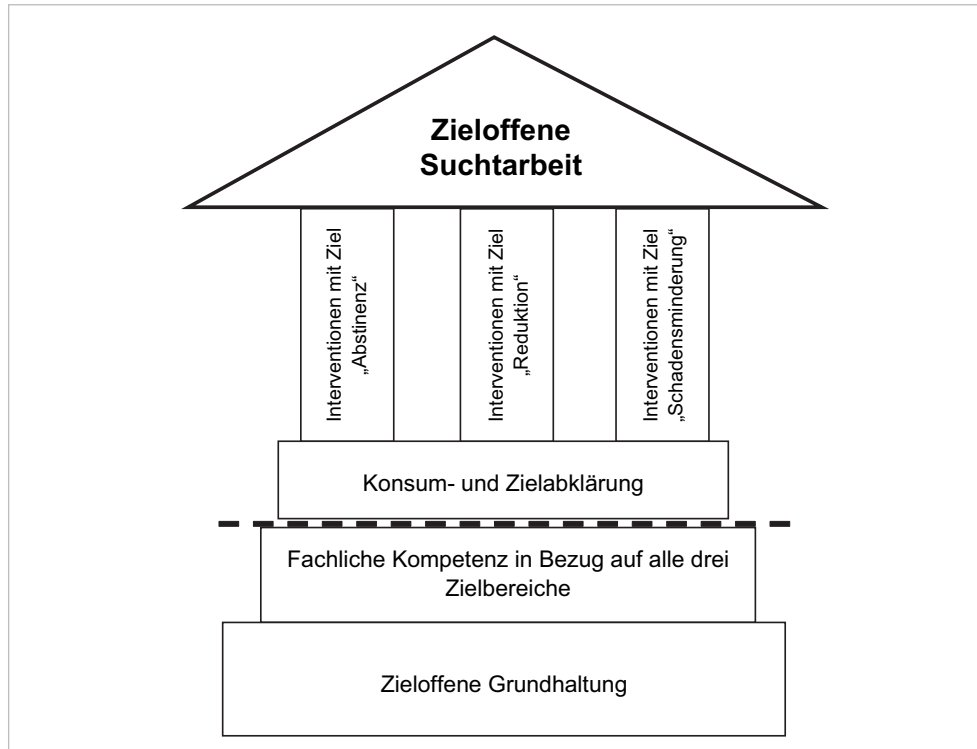 Zieloffene
Suchtarbeit
Interventionen mit Ziel
„Abstinenz“
Interventionen mit Ziel
„Reduktion“
Interventionen mit Ziel
„Schadensminderung“
Konsum- und Zielabklärung
Fachliche Kompetenz in Bezug auf alle drei
Zielbereiche
Zieloffene Grundhaltung